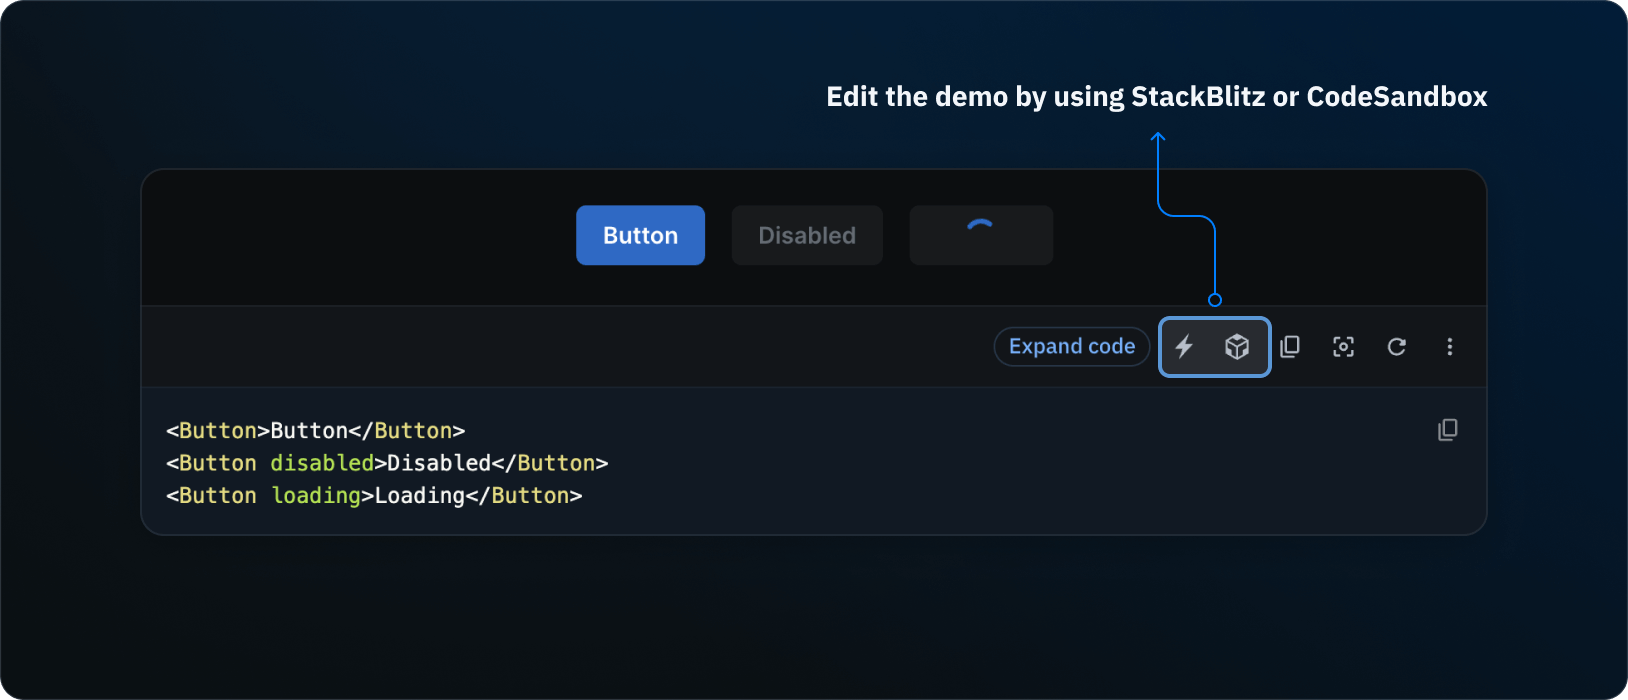 Edit the demo by using StackBlitz or CodeSandbox
Button
Disabled
Expand code
<Button>Button</Button>
<Button disabled>Disabled</Button>
<Button loading>Loading</Button>